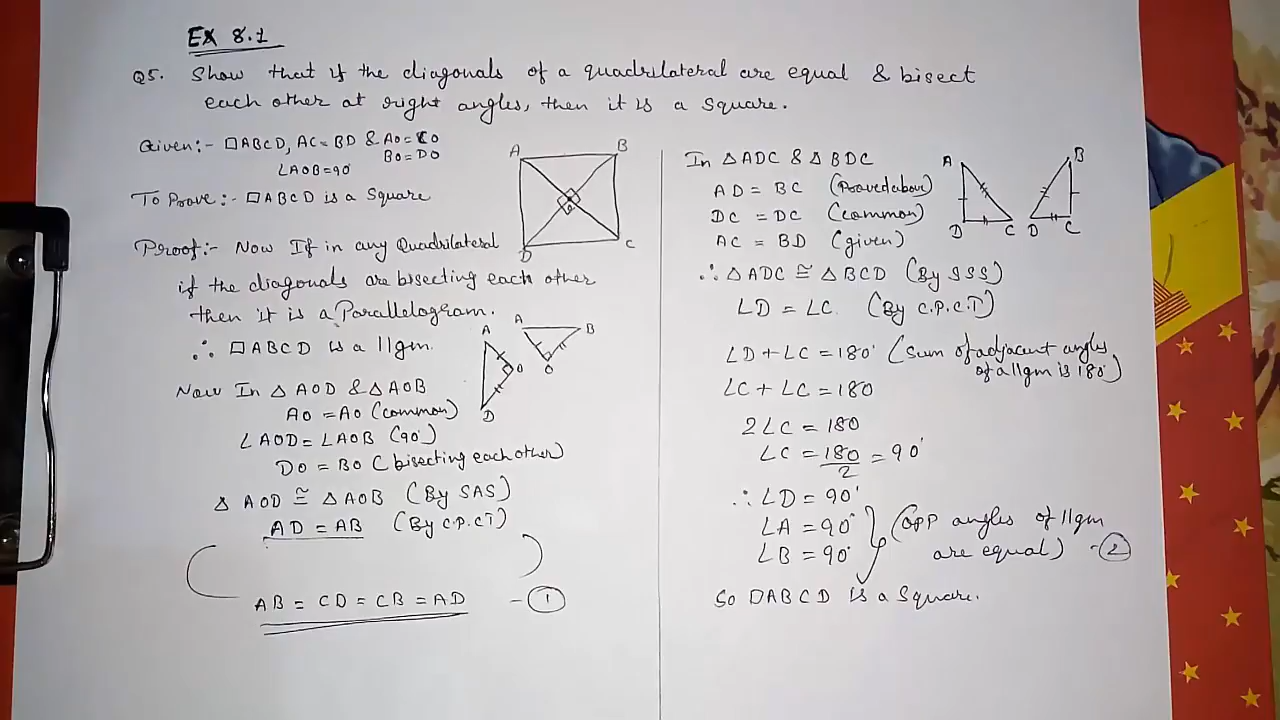 EX 8.1
Q5. Show that if the diagonals of a quadrilateral are equal & bisect
each other at right angles, then it is a square.
Given:- □ABCD, AC=BD & AO=CO
BO=DO
∠AOB=90°
To Prove:- □ABCD is a Square
Proof:- Now If in any Quadrilateral
if the diagonals are bisecting each other
then it is a Parallelogram.
∴ □ABCD is a ||gm.
Now In △AOD & △AOB
AO = AO (common)
∠AOD = ∠AOB (90°)
DO = BO (bisecting each other)
△ AOD ≅ △AOB (By SAS)
AD = AB (By C.P.CT)
AB = CD = CB = AD - 1
A B
D C
O
A
O
D
A B
O
In △ADC & △BDC
AD = BC (Proved above)
DC = DC (common)
AC = BD (given)
∴ △ADC ≅ △BCD (By SSS)
∠D = ∠C. (By C.P.C.T)
∠D + ∠C = 180° (Sum of adjacent angles
of a ||gm is 180°)
∠C + ∠C = 180
2∠C = 180
∠C = 180/2 = 90°
∴ ∠D = 90°
∠A = 90° (OPP angles of ||gm
∠B = 90° are equal) - 2
So □ABCD is a Square.
A
D C
B
D C